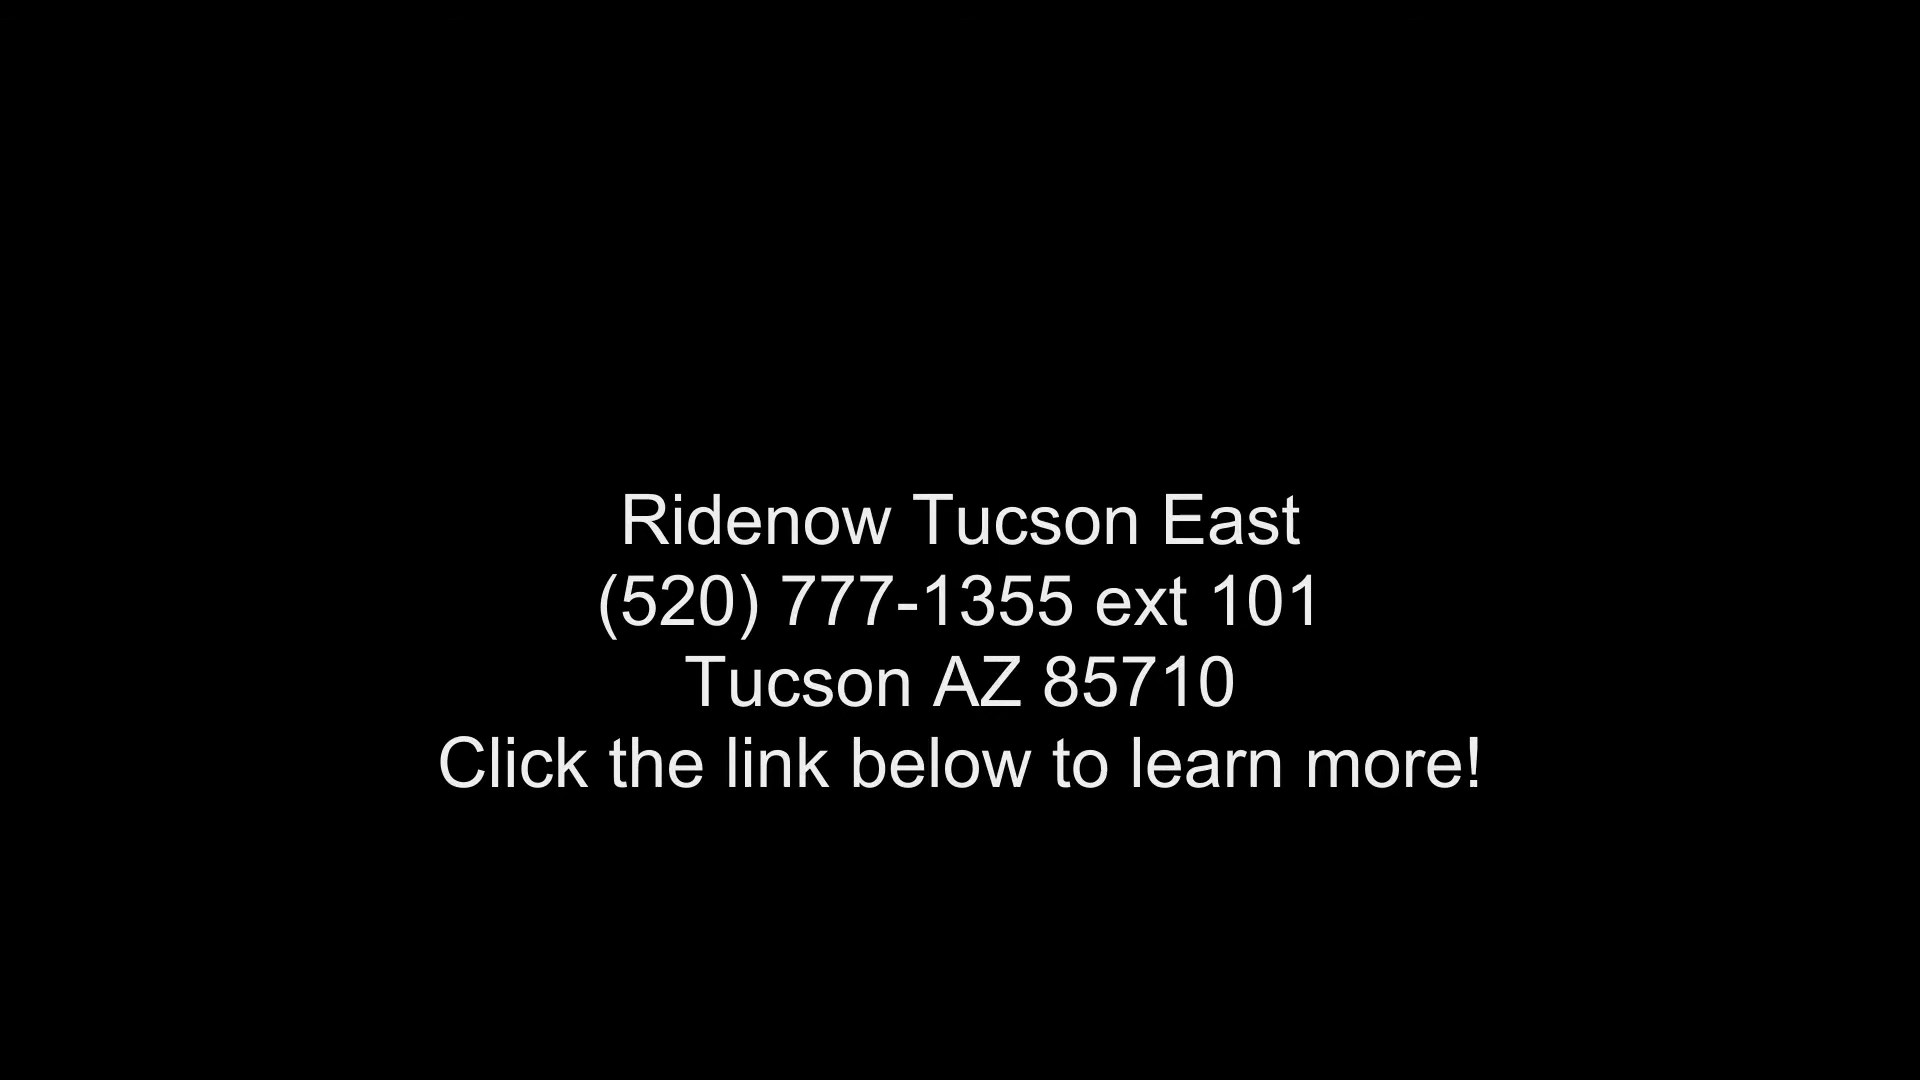 Ridenow Tucson East
(520) 777-1355 ext 101
Tucson AZ 85710
Click the link below to learn more!